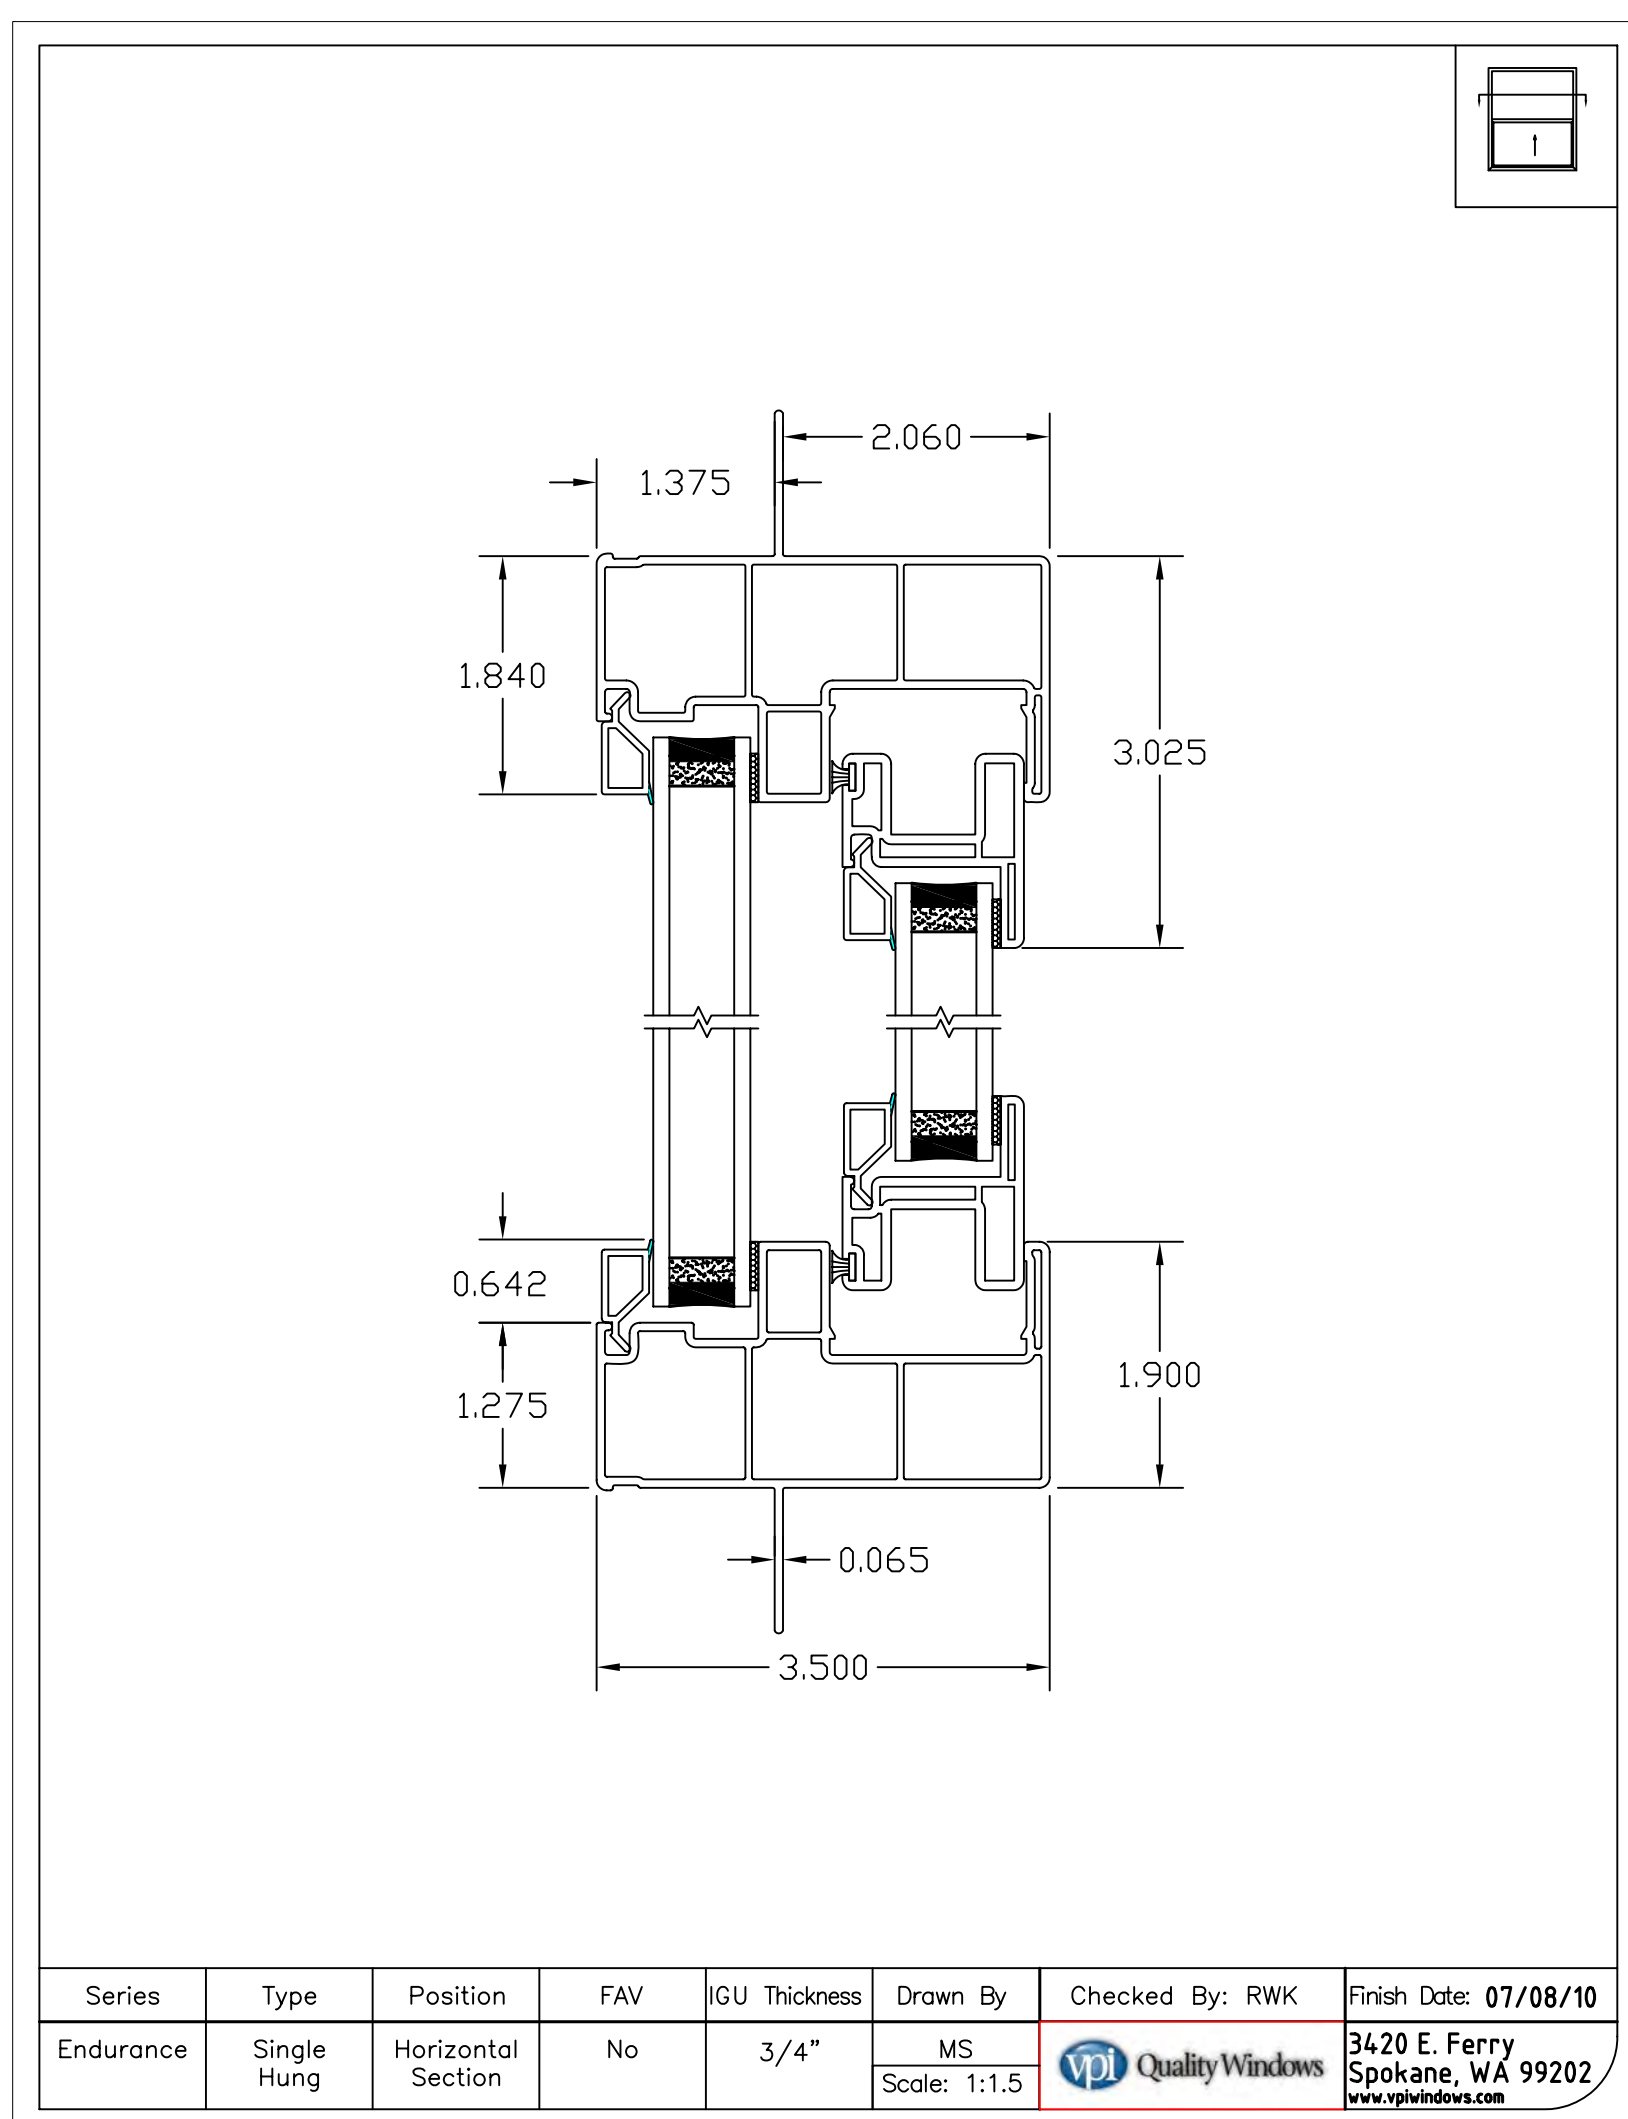 2.060
1.375
1.840
3.025
0.642
1.275
1.900
0.065
3.500
Series
Type
Position
FAV
IGU Thickness
Drawn By
Checked By: RWK
Finish Date: 07/08/10
Endurance
Single
Hung
Horizontal
Section
No
3/4"
MS
Scale: 1:1.5
vpi Quality Windows
3420 E. Ferry
Spokane, WA 99202
www.vpiwindows.com